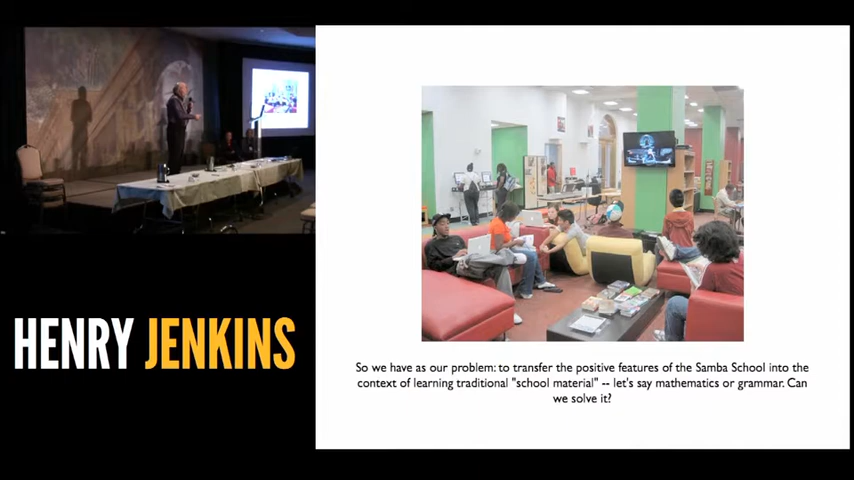 HENRY JENKINS
So we have as our problem: to transfer the positive features of the Samba School into the
context of learning traditional "school material" -- let's say mathematics or grammar. Can
we solve it?